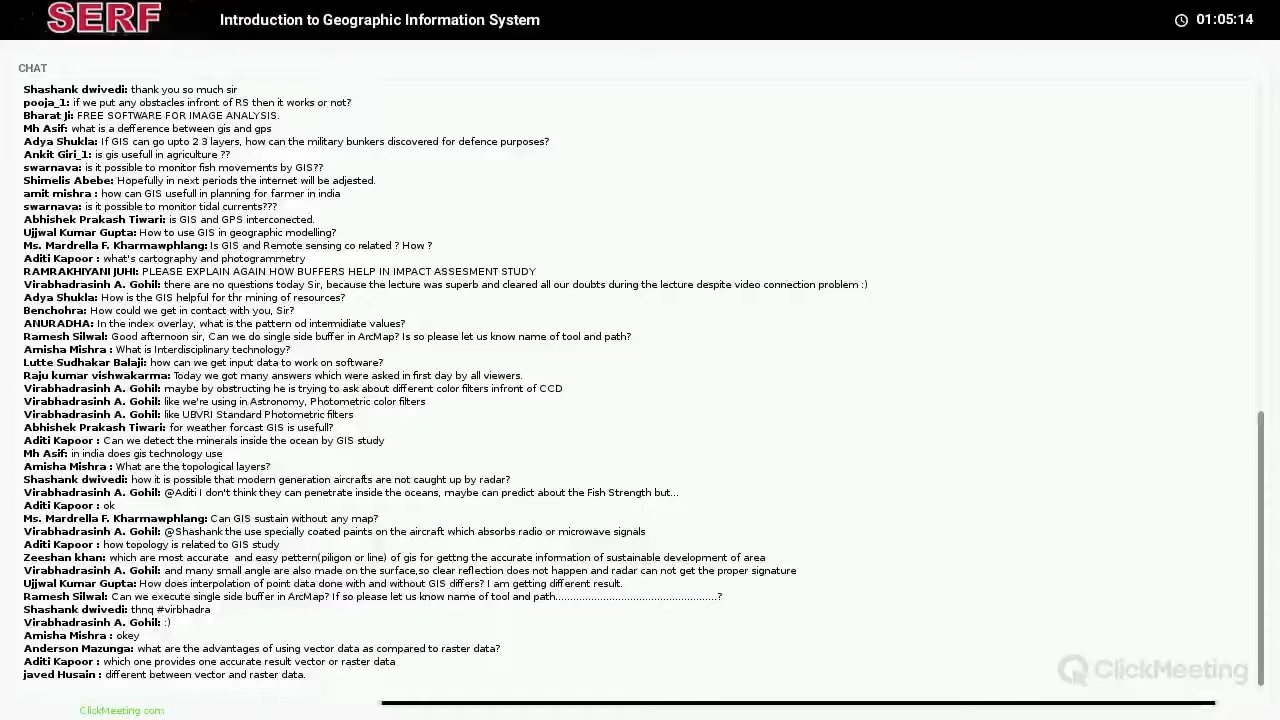 SERF
Introduction to Geographic Information System
01:05:14
CHAT
Shashank dwivedi: thank you so much sir
pooja_1: if we put any obstacles infront of RS then it works or not?
Bharat Ji: FREE SOFTWARE FOR IMAGE ANALYSIS.
Mh Asif: what is a defference between gis and gps
Adya Shukla: If GIS can go upto 2 3 layers, how can the military bunkers discovered for defence purposes?
Ankit Giri_1: is gis usefull in agriculture ??
swarnava: is it possible to monitor fish movements by GIS??
Shimelis Abebe: Hopefully in next periods the internet will be adjested.
amit mishra : how can GIS usefull in planning for farmer in india
swarnava: is it possible to monitor tidal currents???
Abhishek Prakash Tiwari: is GIS and GPS interconected.
Ujjwal Kumar Gupta: How to use GIS in geographic modelling?
Ms. Mardrella F. Kharmawphlang: Is GIS and Remote sensing co related ? How ?
Aditi Kapoor : what's cartography and photogrammetry
RAMRAKHIYANI JUHI: PLEASE EXPLAIN AGAIN HOW BUFFERS HELP IN IMPACT ASSESMENT STUDY
Virabhadrasinh A. Gohil: there are no questions today Sir, because the lecture was superb and cleared all our doubts during the lecture despite video connection problem :)
Adya Shukla: How is the GIS helpful for thr mining of resources?
Benchohra: How could we get in contact with you, Sir?
ANURADHA: In the index overlay, what is the pattern od intermidiate values?
Ramesh Silwal: Good afternoon sir, Can we do single side buffer in ArcMap? Is so please let us know name of tool and path?
Amisha Mishra : What is Interdisciplinary technology?
Lutte Sudhakar Balaji: how can we get input data to work on software?
Raju kumar vishwakarma: Today we got many answers which were asked in first day by all viewers.
Virabhadrasinh A. Gohil: maybe by obstructing he is trying to ask about different color filters infront of CCD
Virabhadrasinh A. Gohil: like we're using in Astronomy, Photometric color filters
Virabhadrasinh A. Gohil: like UBVRI Standard Photometric filters
Abhishek Prakash Tiwari: for weather forcast GIS is usefull?
Aditi Kapoor : Can we detect the minerals inside the ocean by GIS study
Mh Asif: in india does gis technology use
Amisha Mishra : What are the topological layers?
Shashank dwivedi: how it is possible that modern generation aircrafts are not caught up by radar?
Virabhadrasinh A. Gohil: @Aditi I don't think they can penetrate inside the oceans, maybe can predict about the Fish Strength but...
Aditi Kapoor : ok
Ms. Mardrella F. Kharmawphlang: Can GIS sustain without any map?
Virabhadrasinh A. Gohil: @Shashank the use specially coated paints on the aircraft which absorbs radio or microwave signals
Aditi Kapoor : how topology is related to GIS study
Zeeshan khan: which are most accurate  and easy pettern(piligon or line) of gis for gettng the accurate information of sustainable development of area
Virabhadrasinh A. Gohil: and many small angle are also made on the surface,so clear reflection does not happen and radar can not get the proper signature
Ujjwal Kumar Gupta: How does interpolation of point data done with and without GIS differs? I am getting different result.
Ramesh Silwal: Can we execute single side buffer in ArcMap? If so please let us know name of tool and path......................................................?
Shashank dwivedi: thnq #virbhadra
Virabhadrasinh A. Gohil: :)
Amisha Mishra : okey
Anderson Mazunga: what are the advantages of using vector data as compared to raster data?
Aditi Kapoor : which one provides one accurate result vector or raster data
javed Husain : different between vector and raster data.
ClickMeeting
ClickMeeting.com